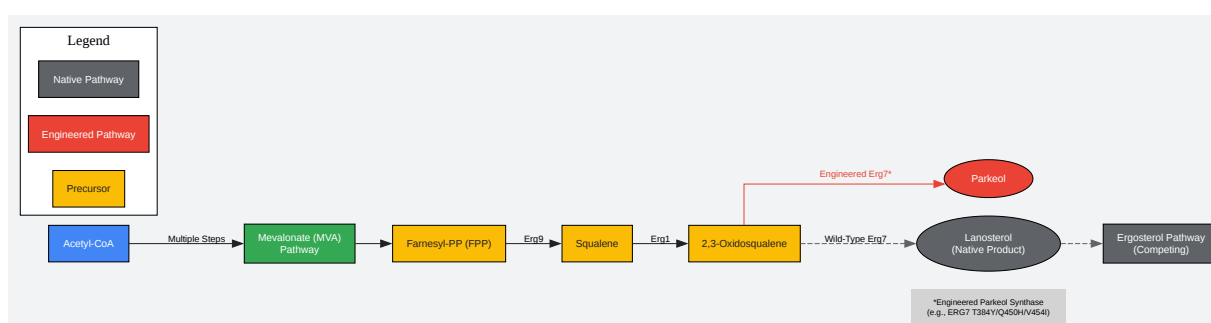 Legend
Native Pathway
Engineered Pathway
Precursor
Engineered Erg7*
Parkeol
Acetyl-CoA
Multiple Steps
Mevalonate (MVA)
Pathway
Farnesyl-PP (FPP)
Erg9
Squalene
Erg1
2,3-Oxidosqualene
Wild-Type Erg7
Lanosterol
(Native Product)
Ergosterol Pathway
(Competing)
*Engineered Parkeol Synthase
(e.g., ERG7 T384Y/Q450H/V454I)